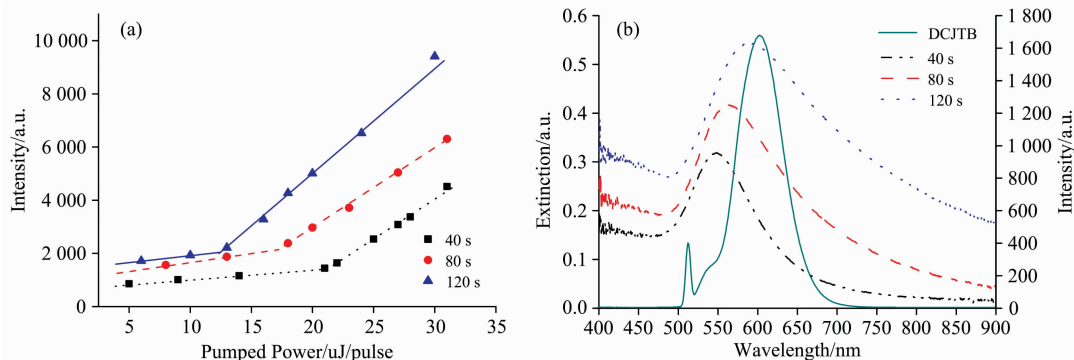 (a)
10 000
8 000
6 000
4 000
2 000
0
Intensity/a.u.
5 10 15 20 25 30 35
Pumped Power/uJ/pulse
40 s
80 s
120 s
(b)
0.6
0.5
0.4
0.3
0.2
0.1
0.0
Extinction/a.u.
DCJTB
40 s
80 s
120 s
1 800
1 600
1 400
1 200
1 000
800
600
400
200
0
Intensity/a.u.
400 450 500 550 600 650 700 750 800 850 900
Wavelength/nm